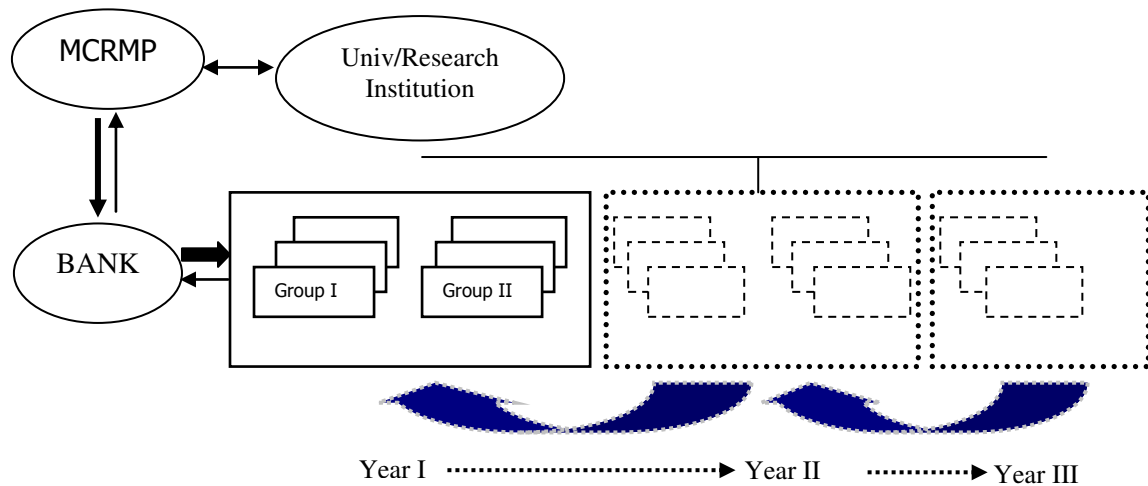 MCRMP
Univ/Research
Institution
BANK
Group I
Group II
Year I
Year II
Year III